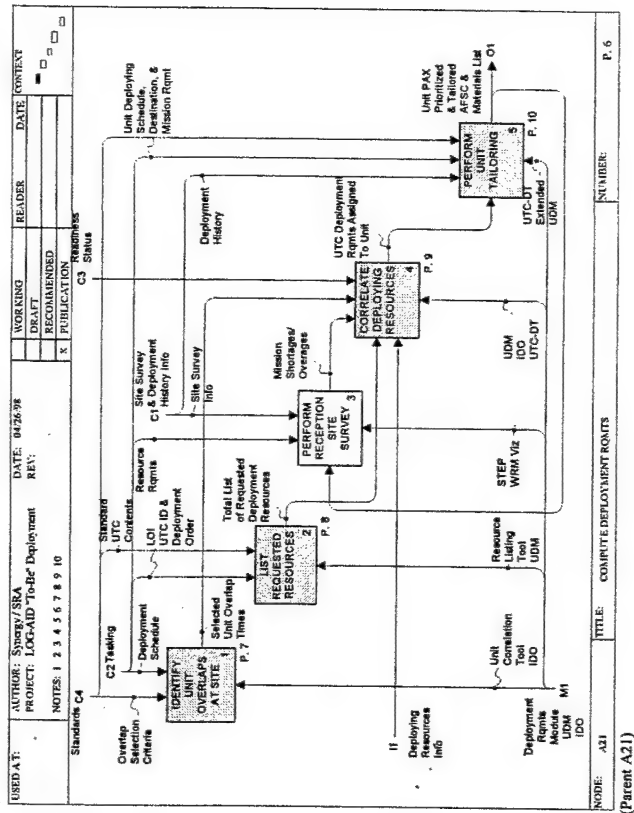 USED AT:
AUTHOR: Synergy / SRA
DATE: 04/26/98
PROJECT: LOG-AID "To-Be" Deployment
REV:
NOTES: 1 2 3 4 5 6 7 8 9 10
WORKING
DRAFT
RECOMMENDED
X PUBLICATION
READER
DATE
CONTEXT
Standards C4
Overlap
Selection
Criteria
C2 Tasking
Deployment
Schedule
Standard
UTC
Contents
LOI
UTC ID &
Deployment
Order
Resource
Rqmts
Site Survey
C1 & Deployment
History Info
Site Survey
Info
C3 Readiness
Status
Deployment
History
Unit Deploying
Schedule,
Destination, &
Mission Rqmt
IDENTIFY
UNIT
OVERLAPS
AT SITE
1
P. 7
Selected
Unit Overlap
Times
LIST
REQUESTED
RESOURCES
2
P. 8
Total List
of Requested
Deployment
Resources
PERFORM
RECEPTION
SITE
SURVEY
3
Mission
Shortages/
Overages
CORRELATE
DEPLOYING
RESOURCES
4
P. 9
UTC Deployment
Rqmts Assigned
To Unit
PERFORM
UNIT
TAILORING
5
P. 10
Unit PAX
Prioritized
& Tailored
AFSC &
Materials List
O1
I1
Deploying
Resources
Info
Deployment
Rqmts
Module
UDM
IDO
M1
Unit
Correlation
Tool
IDO
Resource
Listing
Tool
UDM
STEP
WRM Viz
UDM
IDO
UTC-DT
UTC-DT
Extended
UDM
NODE: A21
TITLE: COMPUTE DEPLOYMENT RQMTS
NUMBER:
P. 6
(Parent A21)